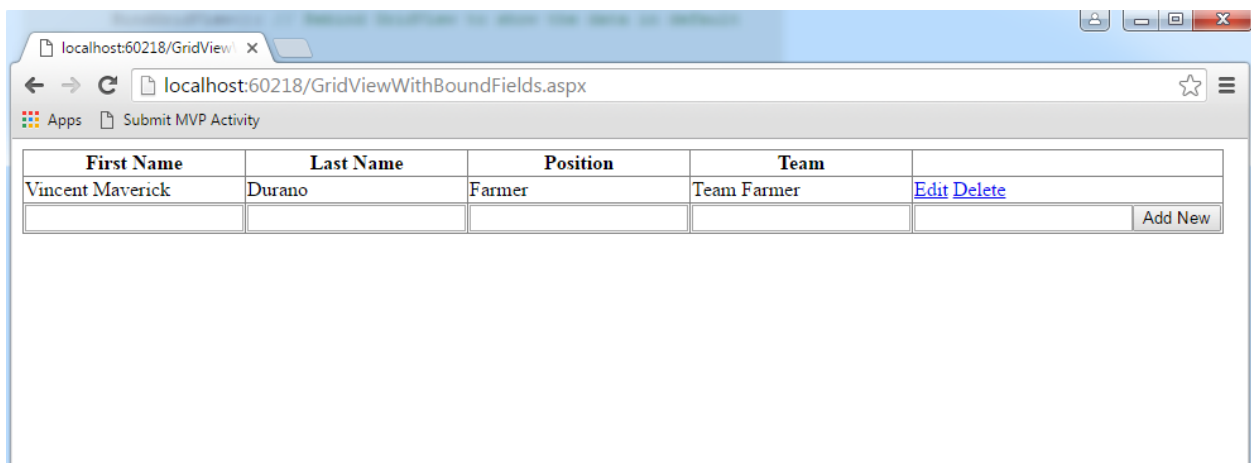 localhost:60218/GridView
localhost:60218/GridViewWithBoundFields.aspx
Apps Submit MVP Activity
First Name Last Name Position Team
Vincent Maverick Durano Farmer Team Farmer Edit Delete
Add New